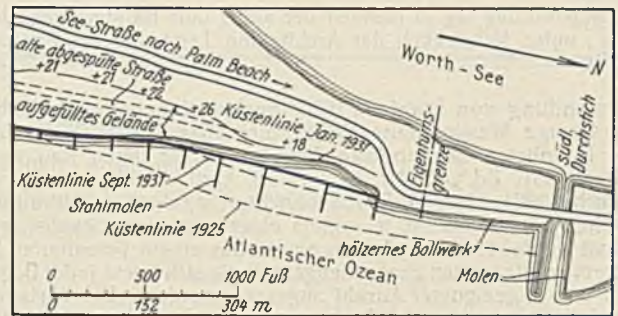 See-Straße nach Palm Beach
Worth-See
N
alte abgespülte Straße
+21
+21
+22
aufgefülltes Gelände
+26
Küstenlinie Jan. 1931
+18
Eigentums-
grenze
südl.
Durchstich
Küstenlinie Sept 1931
Stahlmolen
Küstenlinie 1925
Atlantischer Ozean
hölzernes Bollwerk
Molen
0 500 1000 Fuß
0 152 304 m